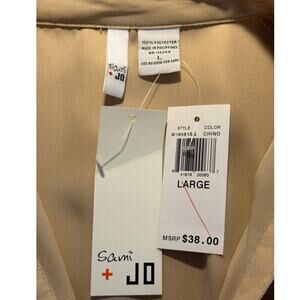 Sami
+ JO
100% POLYESTER
MADE IN PHILIPPINES
L
STYLE COLOR
CHINO
LARGE
MSRP $38.00
Sami
+ JO